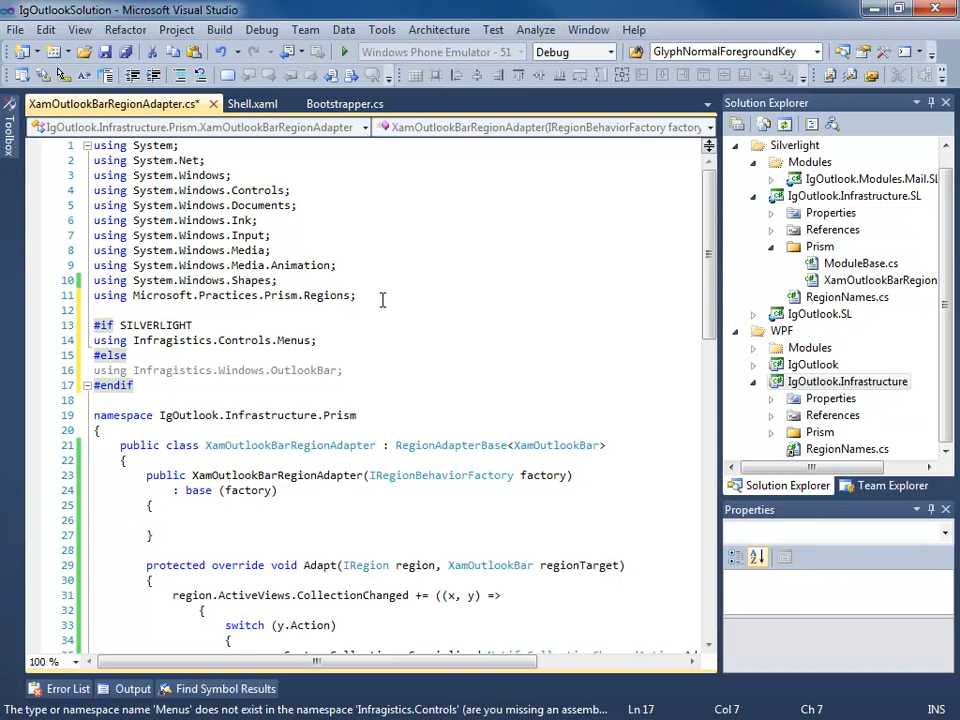 IgOutlookSolution - Microsoft Visual Studio
File Edit View Refactor Project Build Debug Team Data Tools Architecture Test Analyze Window Help
Windows Phone Emulator - 51 Debug GlyphNormalForegroundKey
XamOutlookBarRegionAdapter.cs* Shell.xaml Bootstrapper.cs
IgOutlook.Infrastructure.Prism.XamOutlookBarRegionAdapter XamOutlookBarRegionAdapter(IRegionBehaviorFactory factory
Toolbox
1 using System;
2 using System.Net;
3 using System.Windows;
4 using System.Windows.Controls;
5 using System.Windows.Documents;
6 using System.Windows.Ink;
7 using System.Windows.Input;
8 using System.Windows.Media;
9 using System.Windows.Media.Animation;
10 using System.Windows.Shapes;
11 using Microsoft.Practices.Prism.Regions;
12
13 #if SILVERLIGHT
14 using Infragistics.Controls.Menus;
15 #else
16 using Infragistics.Windows.OutlookBar;
17 #endif
18
19 namespace IgOutlook.Infrastructure.Prism
20 {
21 public class XamOutlookBarRegionAdapter : RegionAdapterBase<XamOutlookBar>
22 {
23 public XamOutlookBarRegionAdapter(IRegionBehaviorFactory factory)
24 : base (factory)
25 {
26
27 }
28
29 protected override void Adapt(IRegion region, XamOutlookBar regionTarget)
30 {
31 region.ActiveViews.CollectionChanged += ((x, y) =>
32 {
33 switch (y.Action)
34 {
100 %
Solution Explorer
Silverlight
Modules
IgOutlook.Modules.Mail.SL
IgOutlook.Infrastructure.SL
Properties
References
Prism
ModuleBase.cs
XamOutlookBarRegion
RegionNames.cs
IgOutlook.SL
WPF
Modules
IgOutlook
IgOutlook.Infrastructure
Properties
References
Prism
RegionNames.cs
Solution Explorer Team Explorer
Properties
Error List Output Find Symbol Results
The type or namespace name 'Menus' does not exist in the namespace 'Infragistics.Controls' (are you missing an assemb... Ln 17 Col 7 Ch 7 INS